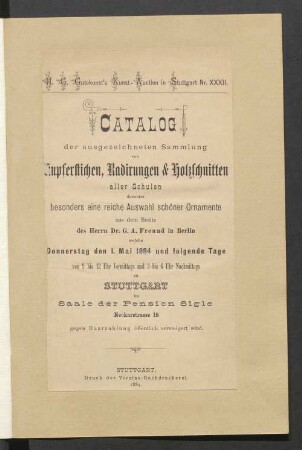 H. G. Gutekunst's Kunst-Auction in Stuttgart Nr. XXXII.
CATALOG
der ausgezeichneten Sammlung
von
Kupferstichen, Radirungen & Holzschnitten
aller Schulen
darunter
besonders eine reiche Auswahl schöner Ornamente
aus dem Besitz
des Herrn Dr. G. A. Freund in Berlin
welche
Donnerstag den 1. Mai 1884 und folgende Tage
von 9 bis 12 Uhr Vormittags und 3 bis 6 Uhr Nachmittags
zu
STUTTGART
im
Saale der Pension Sigle
Neckarstrasse 18
gegen Baarzahlung öffentlich versteigert wird.
STUTTGART.
Druck der Vereins-Buchdruckerei.
1884.